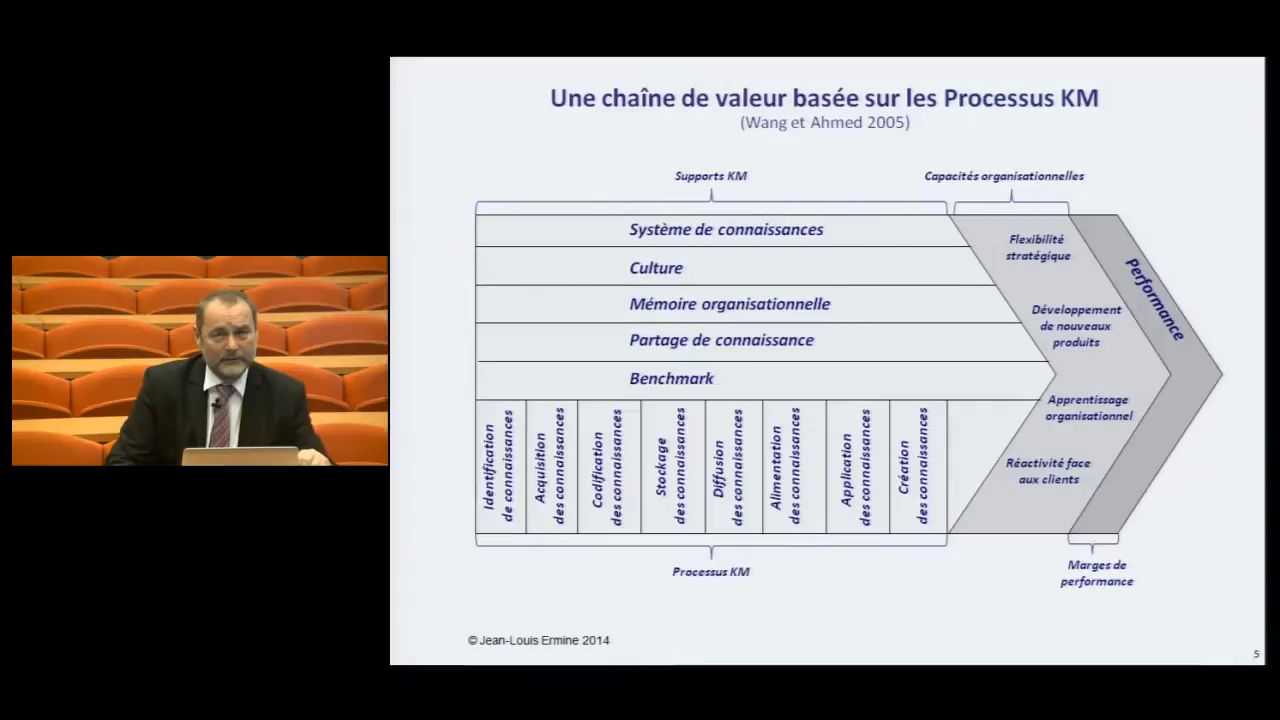 Une chaîne de valeur basée sur les Processus KM
(Wang et Ahmed 2005)
Supports KM
Capacités organisationnelles
Système de connaissances
Culture
Mémoire organisationnelle
Partage de connaissance
Benchmark
Identification
de connaissances
Acquisition
des connaissances
Codification
des connaissances
Stockage
des connaissances
Diffusion
des connaissances
Alimentation
des connaissances
Application
des connaissances
Création
des connaissances
Flexibilité
stratégique
Développement
de nouveaux
produits
Apprentissage
organisationnel
Réactivité face
aux clients
Performance
Processus KM
Marges de
performance
© Jean-Louis Ermine 2014
5